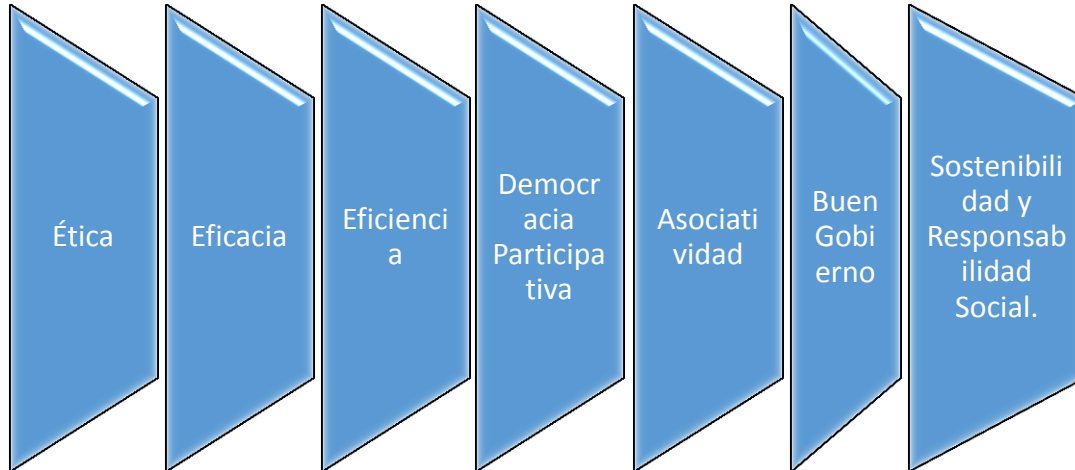 Ética
Eficacia
Eficienci
a
Democr
acia
Participa
tiva
Asociati
vidad
Buen
Gobi
erno
Sostenibili
dad y
Responsab
ilidad
Social.